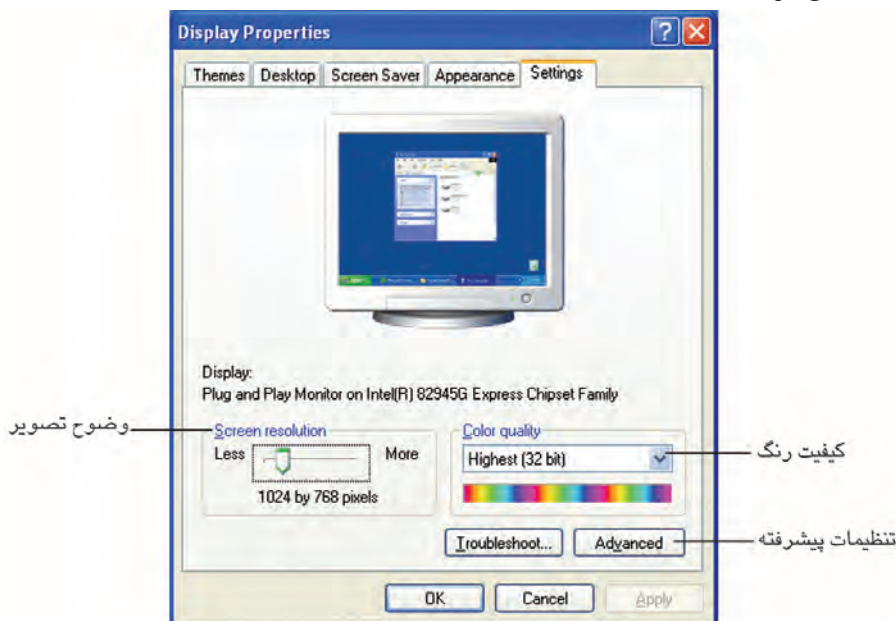 Display Properties
Themes Desktop Screen Saver Appearance Settings
Display:
Plug and Play Monitor on Intel(R) 82945G Express Chipset Family
وضوح تصویر
Screen resolution
Less More
1024 by 768 pixels
Color quality
Highest (32 bit)
کیفیت رنگ
Troubleshoot... Advanced
تنظیمات پیشرفته
OK Cancel Apply